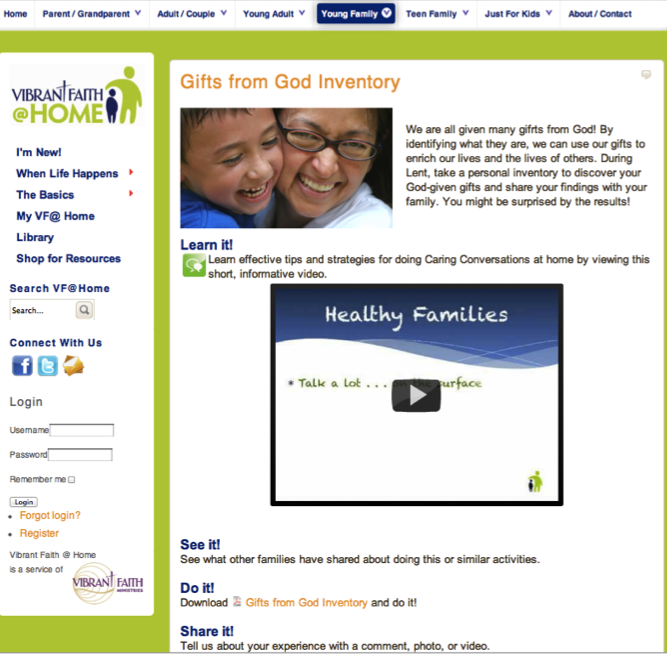 Home
Parent / Grandparent
Adult / Couple
Young Adult
Young Family
Teen Family
Just For Kids
About / Contact
VIBRANT FAITH
@HOME
I'm New!
When Life Happens
The Basics
My VF@ Home
Library
Shop for Resources
Search VF@Home
Search...
Connect With Us
Login
Username
Password
Remember me
Login
Forgot login?
Register
Vibrant Faith @ Home
is a service of
VIBRANT FAITH
MINISTRIES
Gifts from God Inventory
We are all given many gifrts from God! By
identifying what they are, we can use our gifts to
enrich our lives and the lives of others. During
Lent, take a personal inventory to discover your
God-given gifts and share your findings with your
family. You might be surprised by the results!
Learn it!
Learn effective tips and strategies for doing Caring Conversations at home by viewing this
short, informative video.
Healthy Families
Talk a lot . . . on the surface
See it!
See what other families have shared about doing this or similar activities.
Do it!
Download Gifts from God Inventory and do it!
Share it!
Tell us about your experience with a comment, photo, or video.